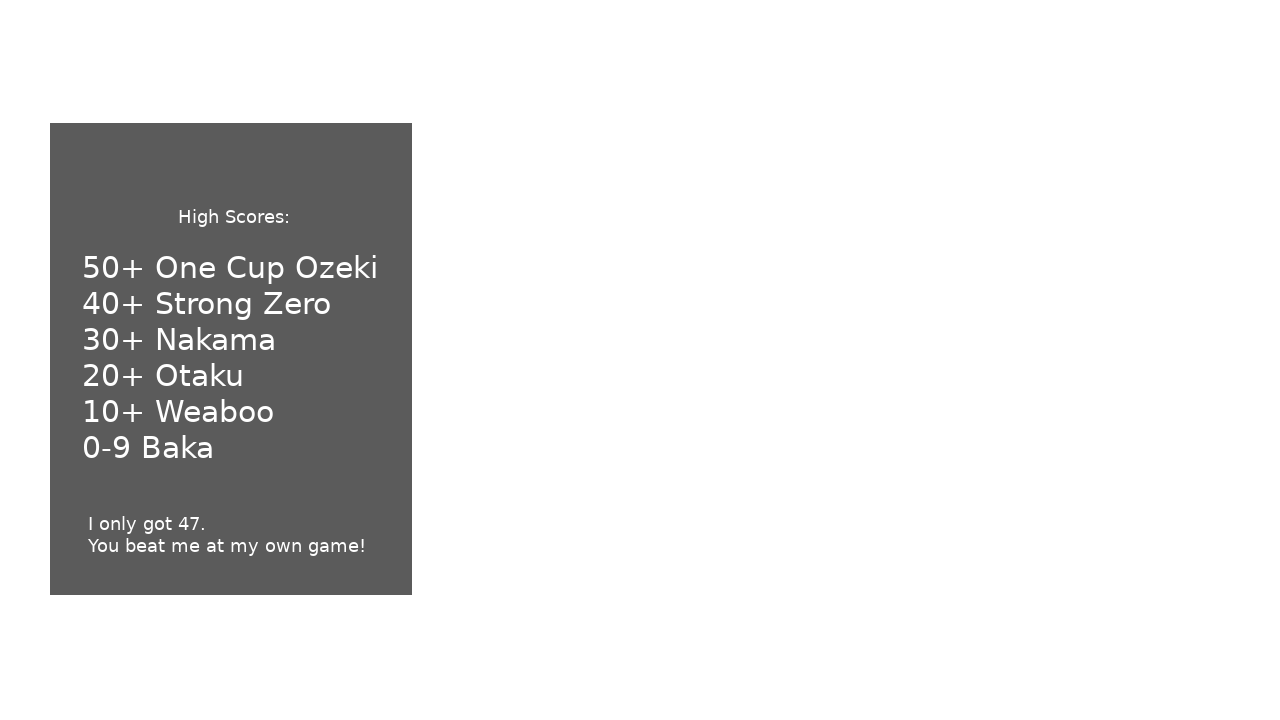 High Scores:
50+ One Cup Ozeki
40+ Strong Zero
30+ Nakama
20+ Otaku
10+ Weaboo
0-9 Baka
I only got 47.
You beat me at my own game!